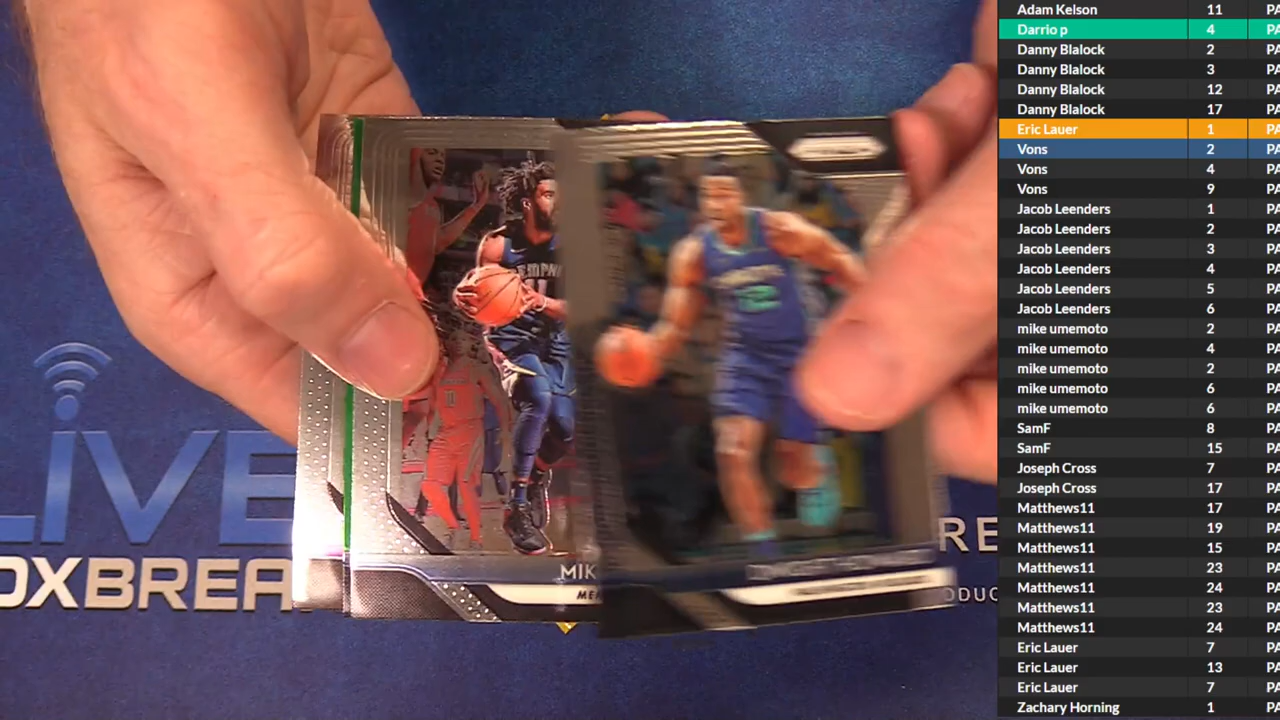 LiVE
OXBREA
RE
ODUC
MEMPHI
12
MIK
ME
Adam Kelson 11 PA
Darrio p 4 PA
Danny Blalock 2 PA
Danny Blalock 3 PA
Danny Blalock 12 PA
Danny Blalock 17 PA
Eric Lauer 1 PA
Vons 2 PA
Vons 4 PA
Vons 9 PA
Jacob Leenders 1 PA
Jacob Leenders 2 PA
Jacob Leenders 3 PA
Jacob Leenders 4 PA
Jacob Leenders 5 PA
Jacob Leenders 6 PA
mike umemoto 2 PA
mike umemoto 4 PA
mike umemoto 2 PA
mike umemoto 6 PA
mike umemoto 6 PA
SamF 8 PA
SamF 15 PA
Joseph Cross 7 PA
Joseph Cross 17 PA
Matthews11 17 PA
Matthews11 19 PA
Matthews11 15 PA
Matthews11 23 PA
Matthews11 24 PA
Matthews11 23 PA
Matthews11 24 PA
Eric Lauer 7 PA
Eric Lauer 13 PA
Eric Lauer 7 PA
Zachary Horning 1 PA